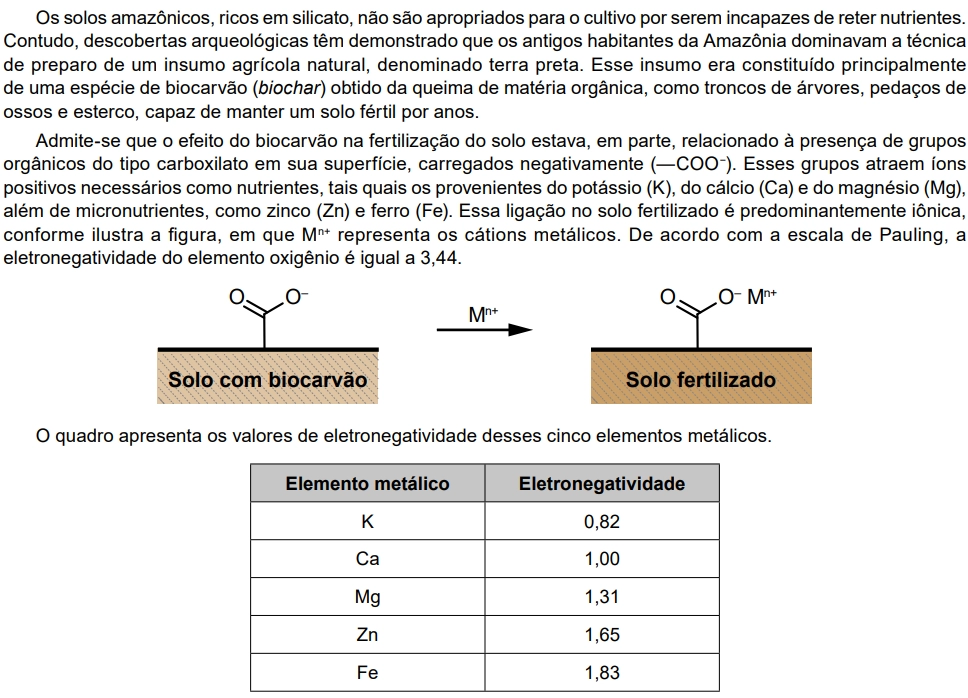 Os solos amazônicos, ricos em silicato, não são apropriados para o cultivo por serem incapazes de reter nutrientes.
Contudo, descobertas arqueológicas têm demonstrado que os antigos habitantes da Amazônia dominavam a técnica
de preparo de um insumo agrícola natural, denominado terra preta. Esse insumo era constituído principalmente
de uma espécie de biocarvão (biochar) obtido da queima de matéria orgânica, como troncos de árvores, pedaços de
ossos e esterco, capaz de manter um solo fértil por anos.
Admite-se que o efeito do biocarvão na fertilização do solo estava, em parte, relacionado à presença de grupos
orgânicos do tipo carboxilato em sua superfície, carregados negativamente (—COO⁻). Esses grupos atraem íons
positivos necessários como nutrientes, tais quais os provenientes do potássio (K), do cálcio (Ca) e do magnésio (Mg),
além de micronutrientes, como zinco (Zn) e ferro (Fe). Essa ligação no solo fertilizado é predominantemente iônica,
conforme ilustra a figura, em que Mⁿ⁺ representa os cátions metálicos. De acordo com a escala de Pauling, a
eletronegatividade do elemento oxigênio é igual a 3,44.
O O⁻ Mⁿ⁺ O O⁻ Mⁿ⁺
Solo com biocarvão Solo fertilizado
O quadro apresenta os valores de eletronegatividade desses cinco elementos metálicos.
Elemento metálico Eletronegatividade
K 0,82
Ca 1,00
Mg 1,31
Zn 1,65
Fe 1,83